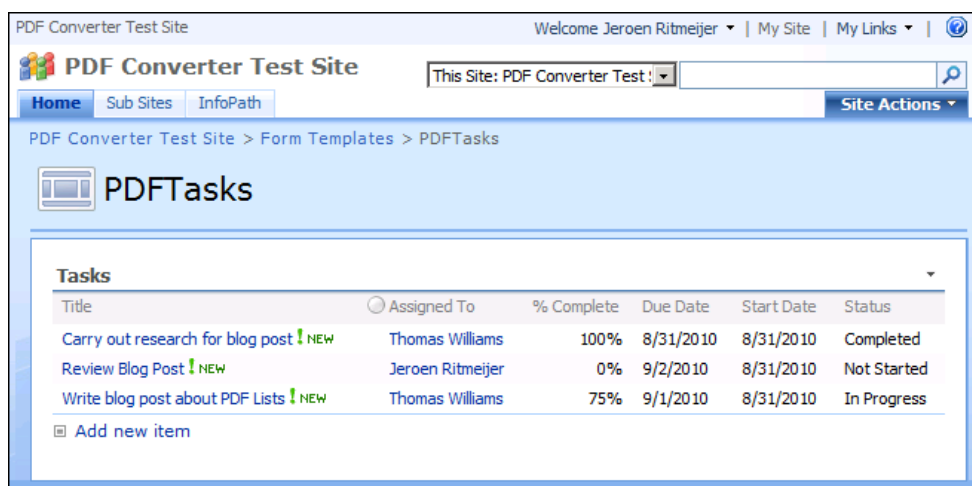 PDF Converter Test Site Welcome Jeroen Ritmeijer | My Site | My Links |
PDF Converter Test Site This Site: PDF Converter Test
Home Sub Sites InfoPath Site Actions
PDF Converter Test Site > Form Templates > PDFTasks
PDFTasks
Tasks
Title Assigned To % Complete Due Date Start Date Status
Carry out research for blog post ! NEW Thomas Williams 100% 8/31/2010 8/31/2010 Completed
Review Blog Post ! NEW Jeroen Ritmeijer 0% 9/2/2010 8/31/2010 Not Started
Write blog post about PDF Lists ! NEW Thomas Williams 75% 9/1/2010 8/31/2010 In Progress
Add new item